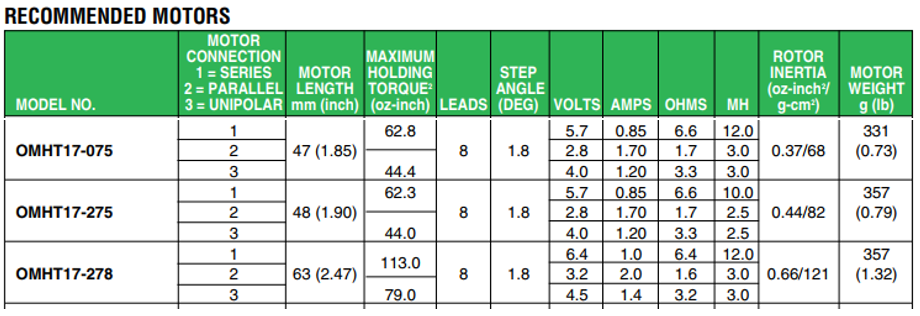 RECOMMENDED MOTORS
MODEL NO.
MOTOR
CONNECTION
1 = SERIES
2 = PARALLEL
3 = UNIPOLAR
MOTOR
LENGTH
mm (inch)
MAXIMUM
HOLDING
TORQUE²
(oz-inch)
LEADS
STEP
ANGLE
(DEG)
VOLTS
AMPS
OHMS
MH
ROTOR
INERTIA
(oz-inch²/
g-cm²)
MOTOR
WEIGHT
g (lb)
OMHT17-075
1
2
3
47 (1.85)
62.8
44.4
8
1.8
5.7 0.85 6.6 12.0
2.8 1.70 1.7 3.0
4.0 1.20 3.3 3.0
0.37/68
331
(0.73)
OMHT17-275
1
2
3
48 (1.90)
62.3
44.0
8
1.8
5.7 0.85 6.6 10.0
2.8 1.70 1.7 2.5
4.0 1.20 3.3 2.5
0.44/82
357
(0.79)
OMHT17-278
1
2
3
63 (2.47)
113.0
79.0
8
1.8
6.4 1.0 6.4 12.0
3.2 2.0 1.6 3.0
4.5 1.4 3.2 3.0
0.66/121
357
(1.32)